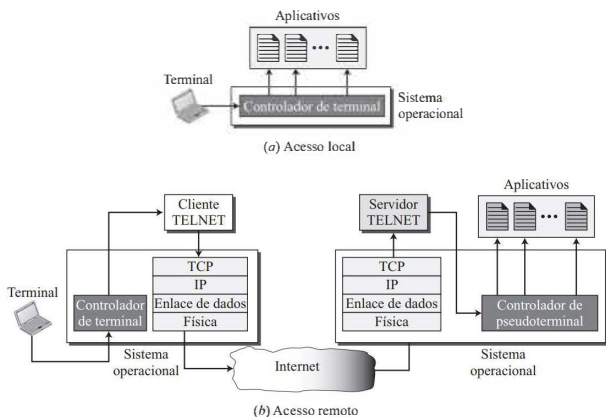 Aplicativos
Terminal
Controlador de terminal
Sistema
operacional
(a) Acesso local
Cliente
TELNET
Servidor
TELNET
Aplicativos
Terminal
Controlador
de terminal
TCP
IP
Enlace de dados
Física
Sistema
operacional
Internet
TCP
IP
Enlace de dados
Física
Controlador de
pseudoterminal
Sistema
operacional
(b) Acesso remoto